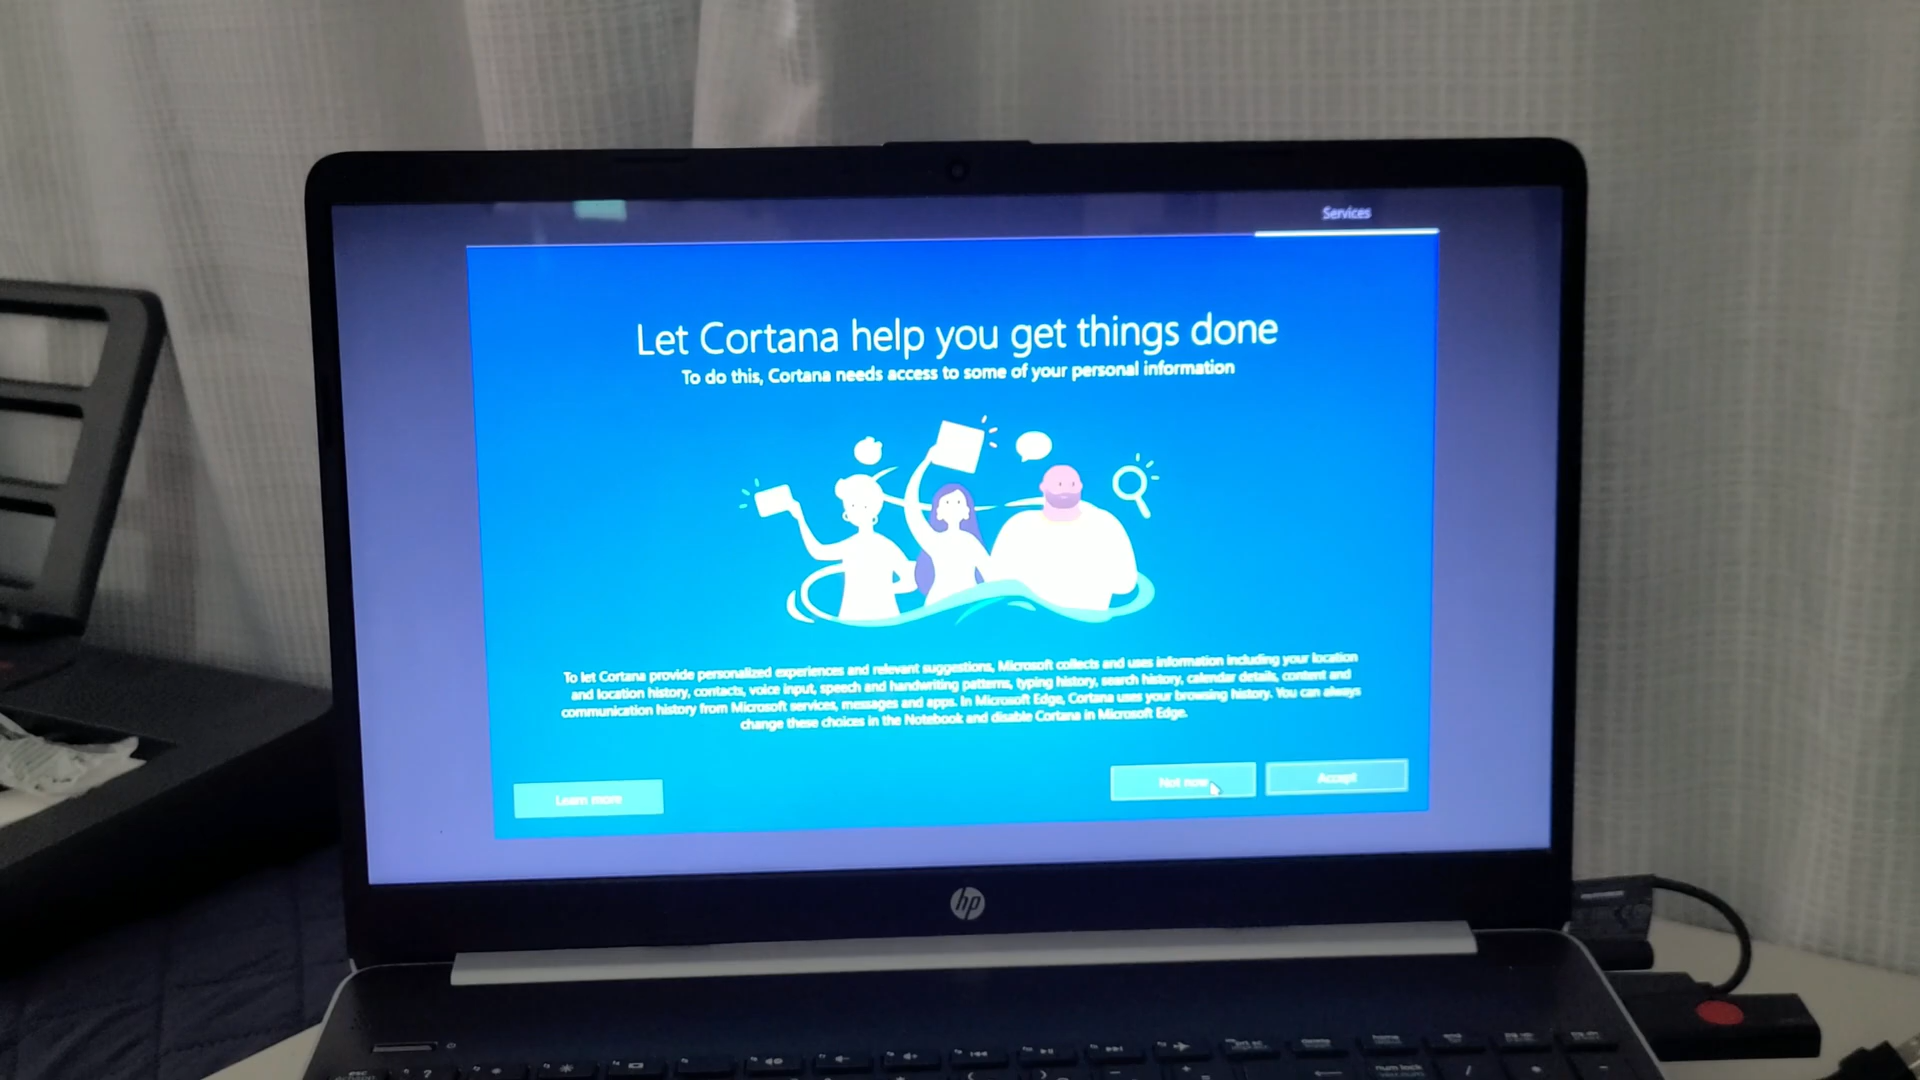 Services
Let Cortana help you get things done
To do this, Cortana needs access to some of your personal information
To let Cortana provide personalized experiences and relevant suggestions, Microsoft collects and uses information including your location
and location history, contacts, voice input, speech and handwriting patterns, typing history, search history, calendar details, content and
communication history from Microsoft services, messages and apps. In Microsoft Edge, Cortana uses your browsing history. You can always
change these choices in the Notebook and disable Cortana in Microsoft Edge.
Learn more
Not now
Accept
hp
esc
num lock